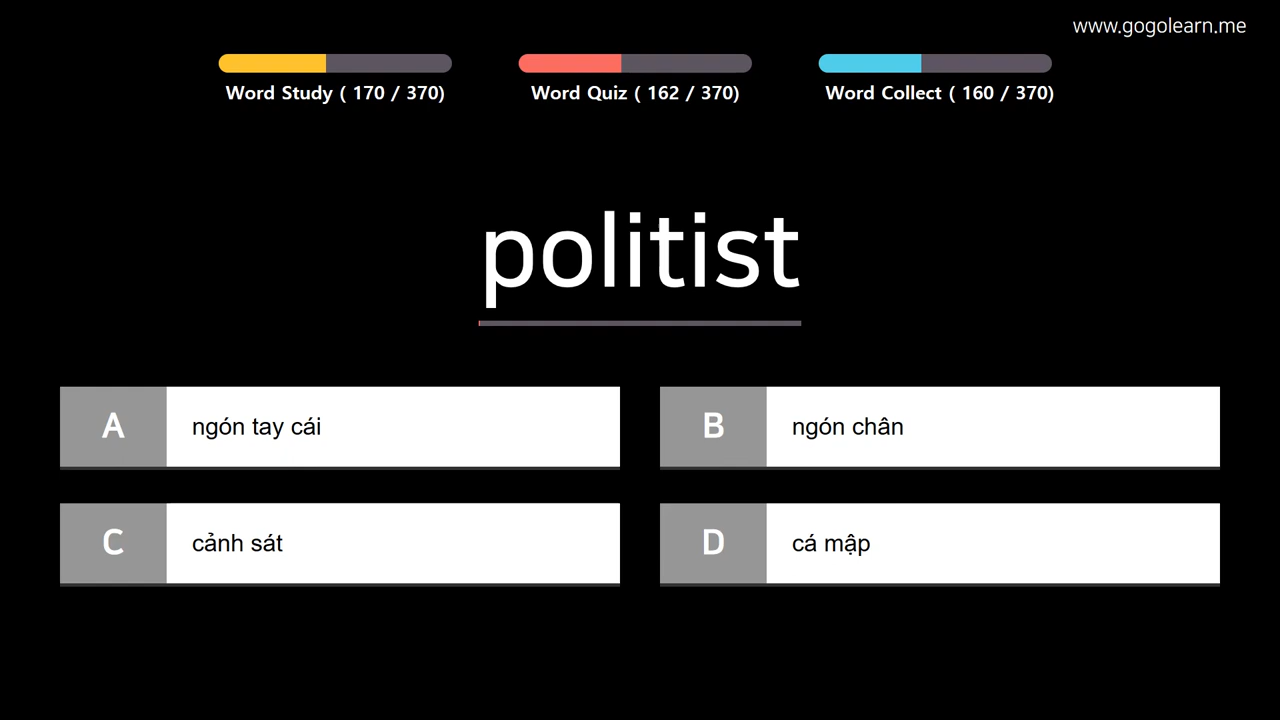 www.gogolearn.me
Word Study ( 170 / 370)
Word Quiz ( 162 / 370)
Word Collect ( 160 / 370)
politist
A
ngón tay cái
B
ngón chân
C
cảnh sát
D
cá mập